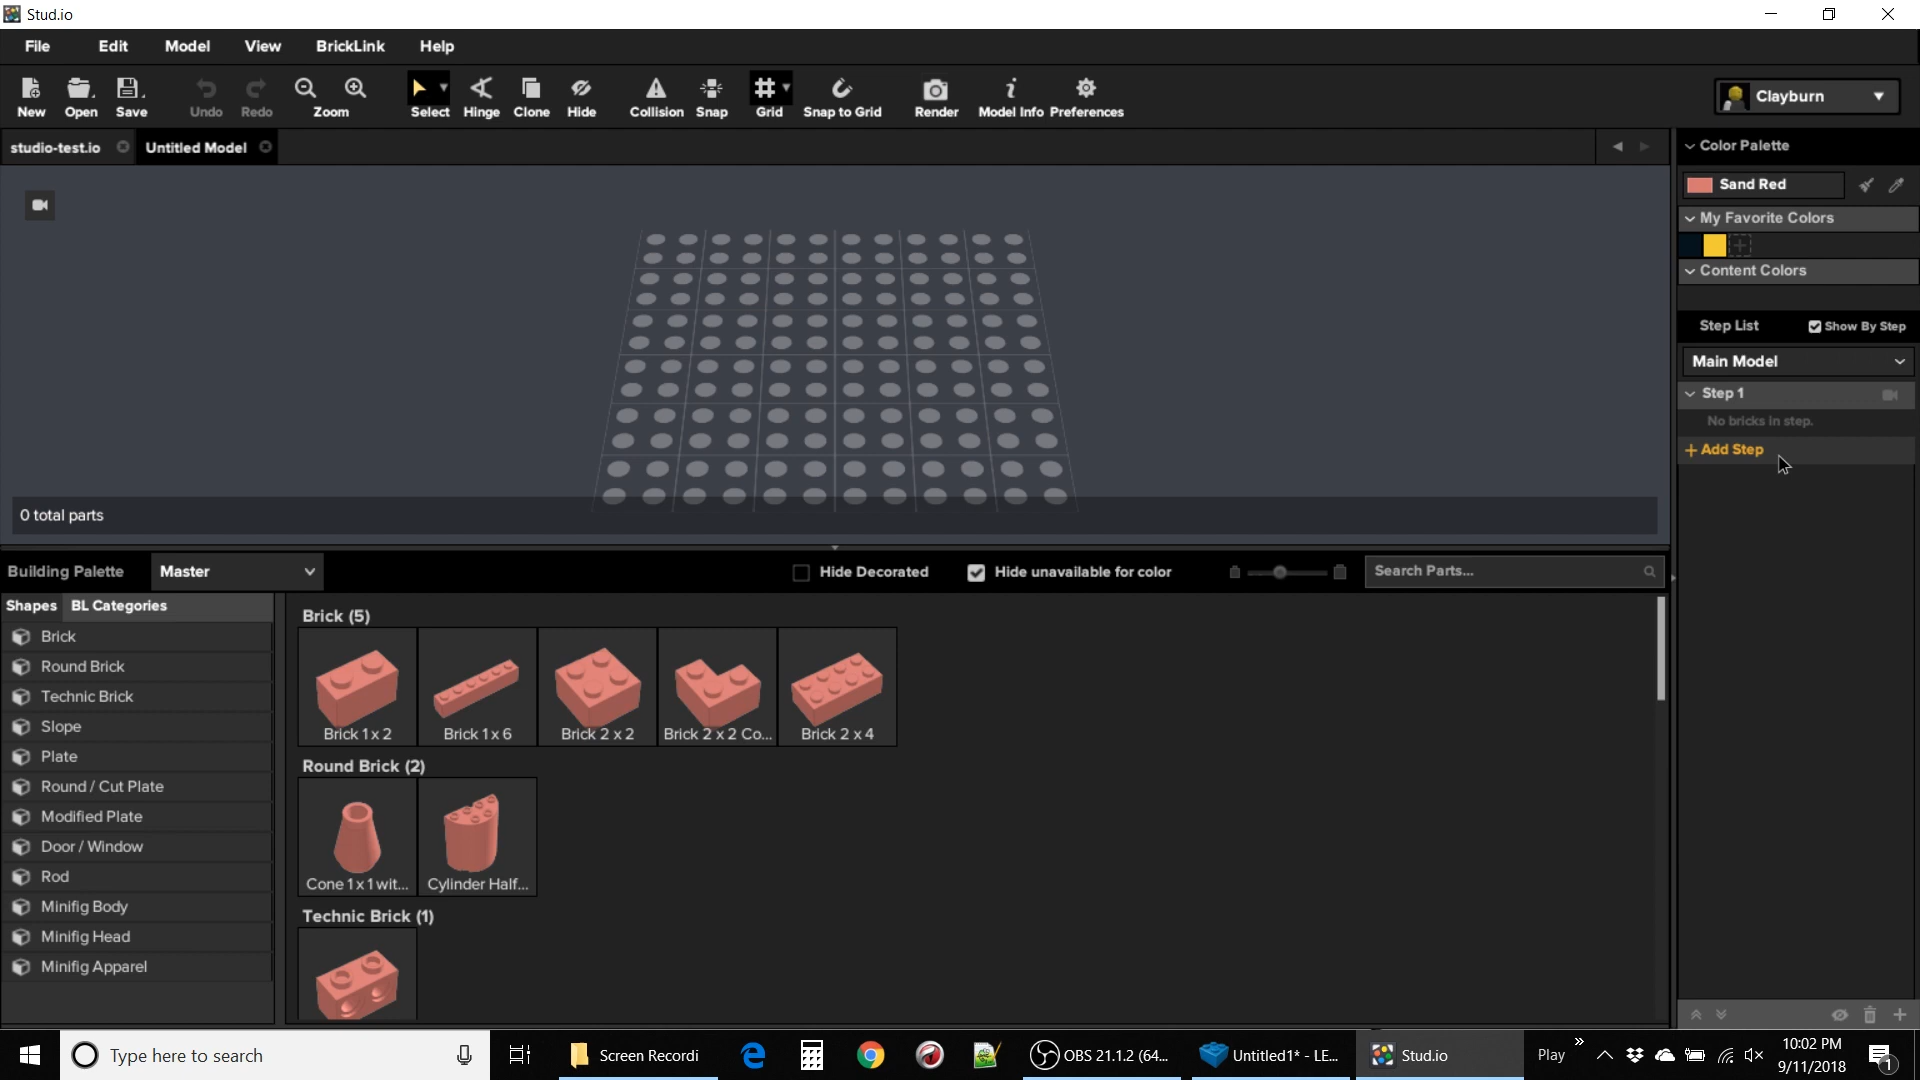 Stud.io
File Edit Model View BrickLink Help
New Open Save Undo Redo Zoom Select Hinge Clone Hide Collision Snap Grid Snap to Grid Render Model Info Preferences
Clayburn
studio-test.io Untitled Model
Color Palette
Sand Red
My Favorite Colors
Content Colors
Step List Show By Step
Main Model
Step 1
No bricks in step.
+ Add Step
0 total parts
Building Palette Master Hide Decorated Hide unavailable for color Search Parts...
Shapes BL Categories
Brick
Round Brick
Technic Brick
Slope
Plate
Round / Cut Plate
Modified Plate
Door / Window
Rod
Minifig Body
Minifig Head
Minifig Apparel
Brick (5)
Brick 1 x 2 Brick 1 x 6 Brick 2 x 2 Brick 2 x 2 Co... Brick 2 x 4
Round Brick (2)
Cone 1 x 1 wit... Cylinder Half...
Technic Brick (1)
Type here to search
Screen Recordi
OBS 21.1.2 (64...
Untitled1* - LE...
Stud.io
Play
10:02 PM
9/11/2018
1